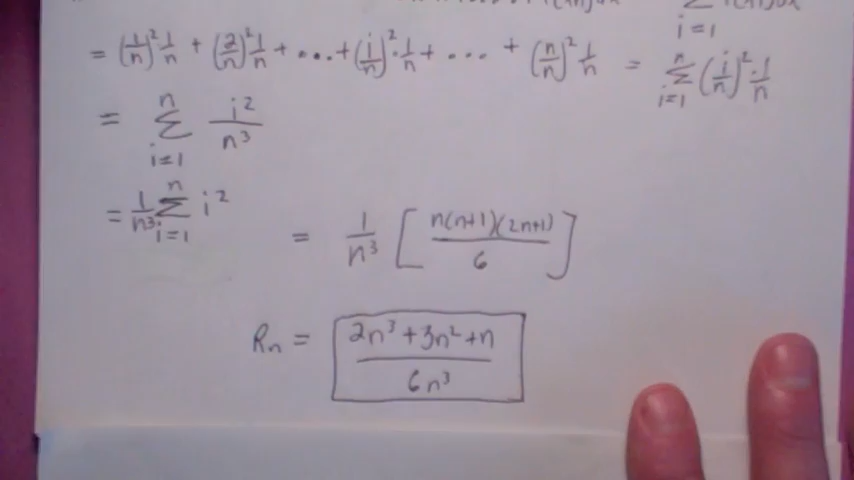 i=1
= (1/n)² 1/n + (2/n)² 1/n + ... + (i/n)² · 1/n + ... + (n/n)² 1/n = Σ_{i=1}^{n} (i/n)² · 1/n
= Σ_{i=1}^{n} i²/n³
= 1/n³ · Σ_{i=1}^{n} i² = 1/n³ [ n(n+1)(2n+1) / 6 ]
Rₙ = (2n³+3n²+n) / 6n³